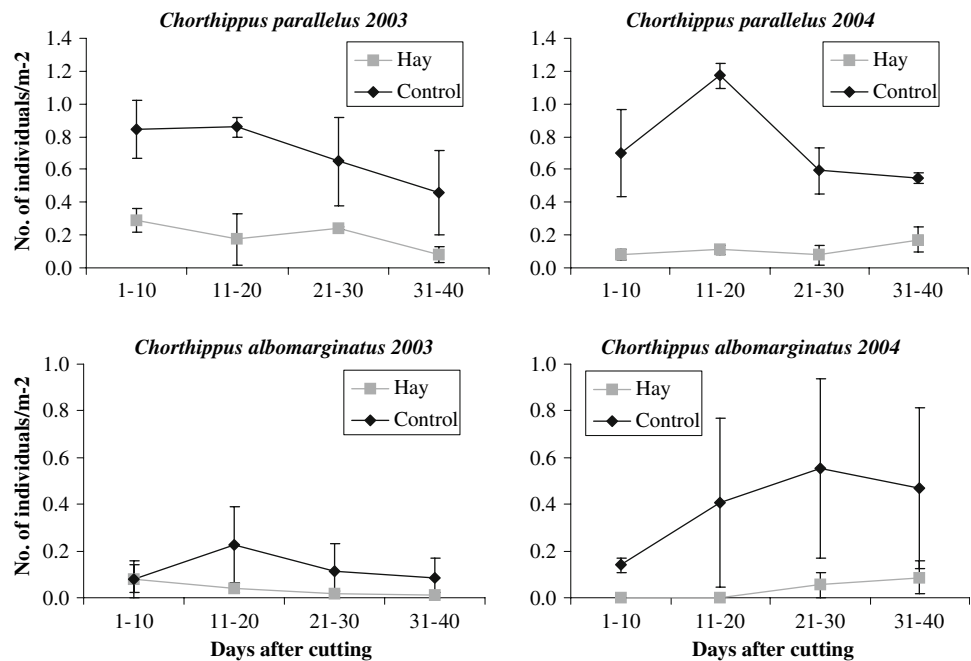 Chorthippus parallelus 2003
No. of individuals/m-2
1.4
1.2
1.0
0.8
0.6
0.4
0.2
0.0
Hay
Control
1-10 11-20 21-30 31-40
Chorthippus parallelus 2004
1.4
1.2
1.0
0.8
0.6
0.4
0.2
0.0
Hay
Control
1-10 11-20 21-30 31-40
Chorthippus albomarginatus 2003
No. of individuals/m-2
1.0
0.8
0.6
0.4
0.2
0.0
Hay
Control
1-10 11-20 21-30 31-40
Days after cutting
Chorthippus albomarginatus 2004
1.0
0.8
0.6
0.4
0.2
0.0
Hay
Control
1-10 11-20 21-30 31-40
Days after cutting